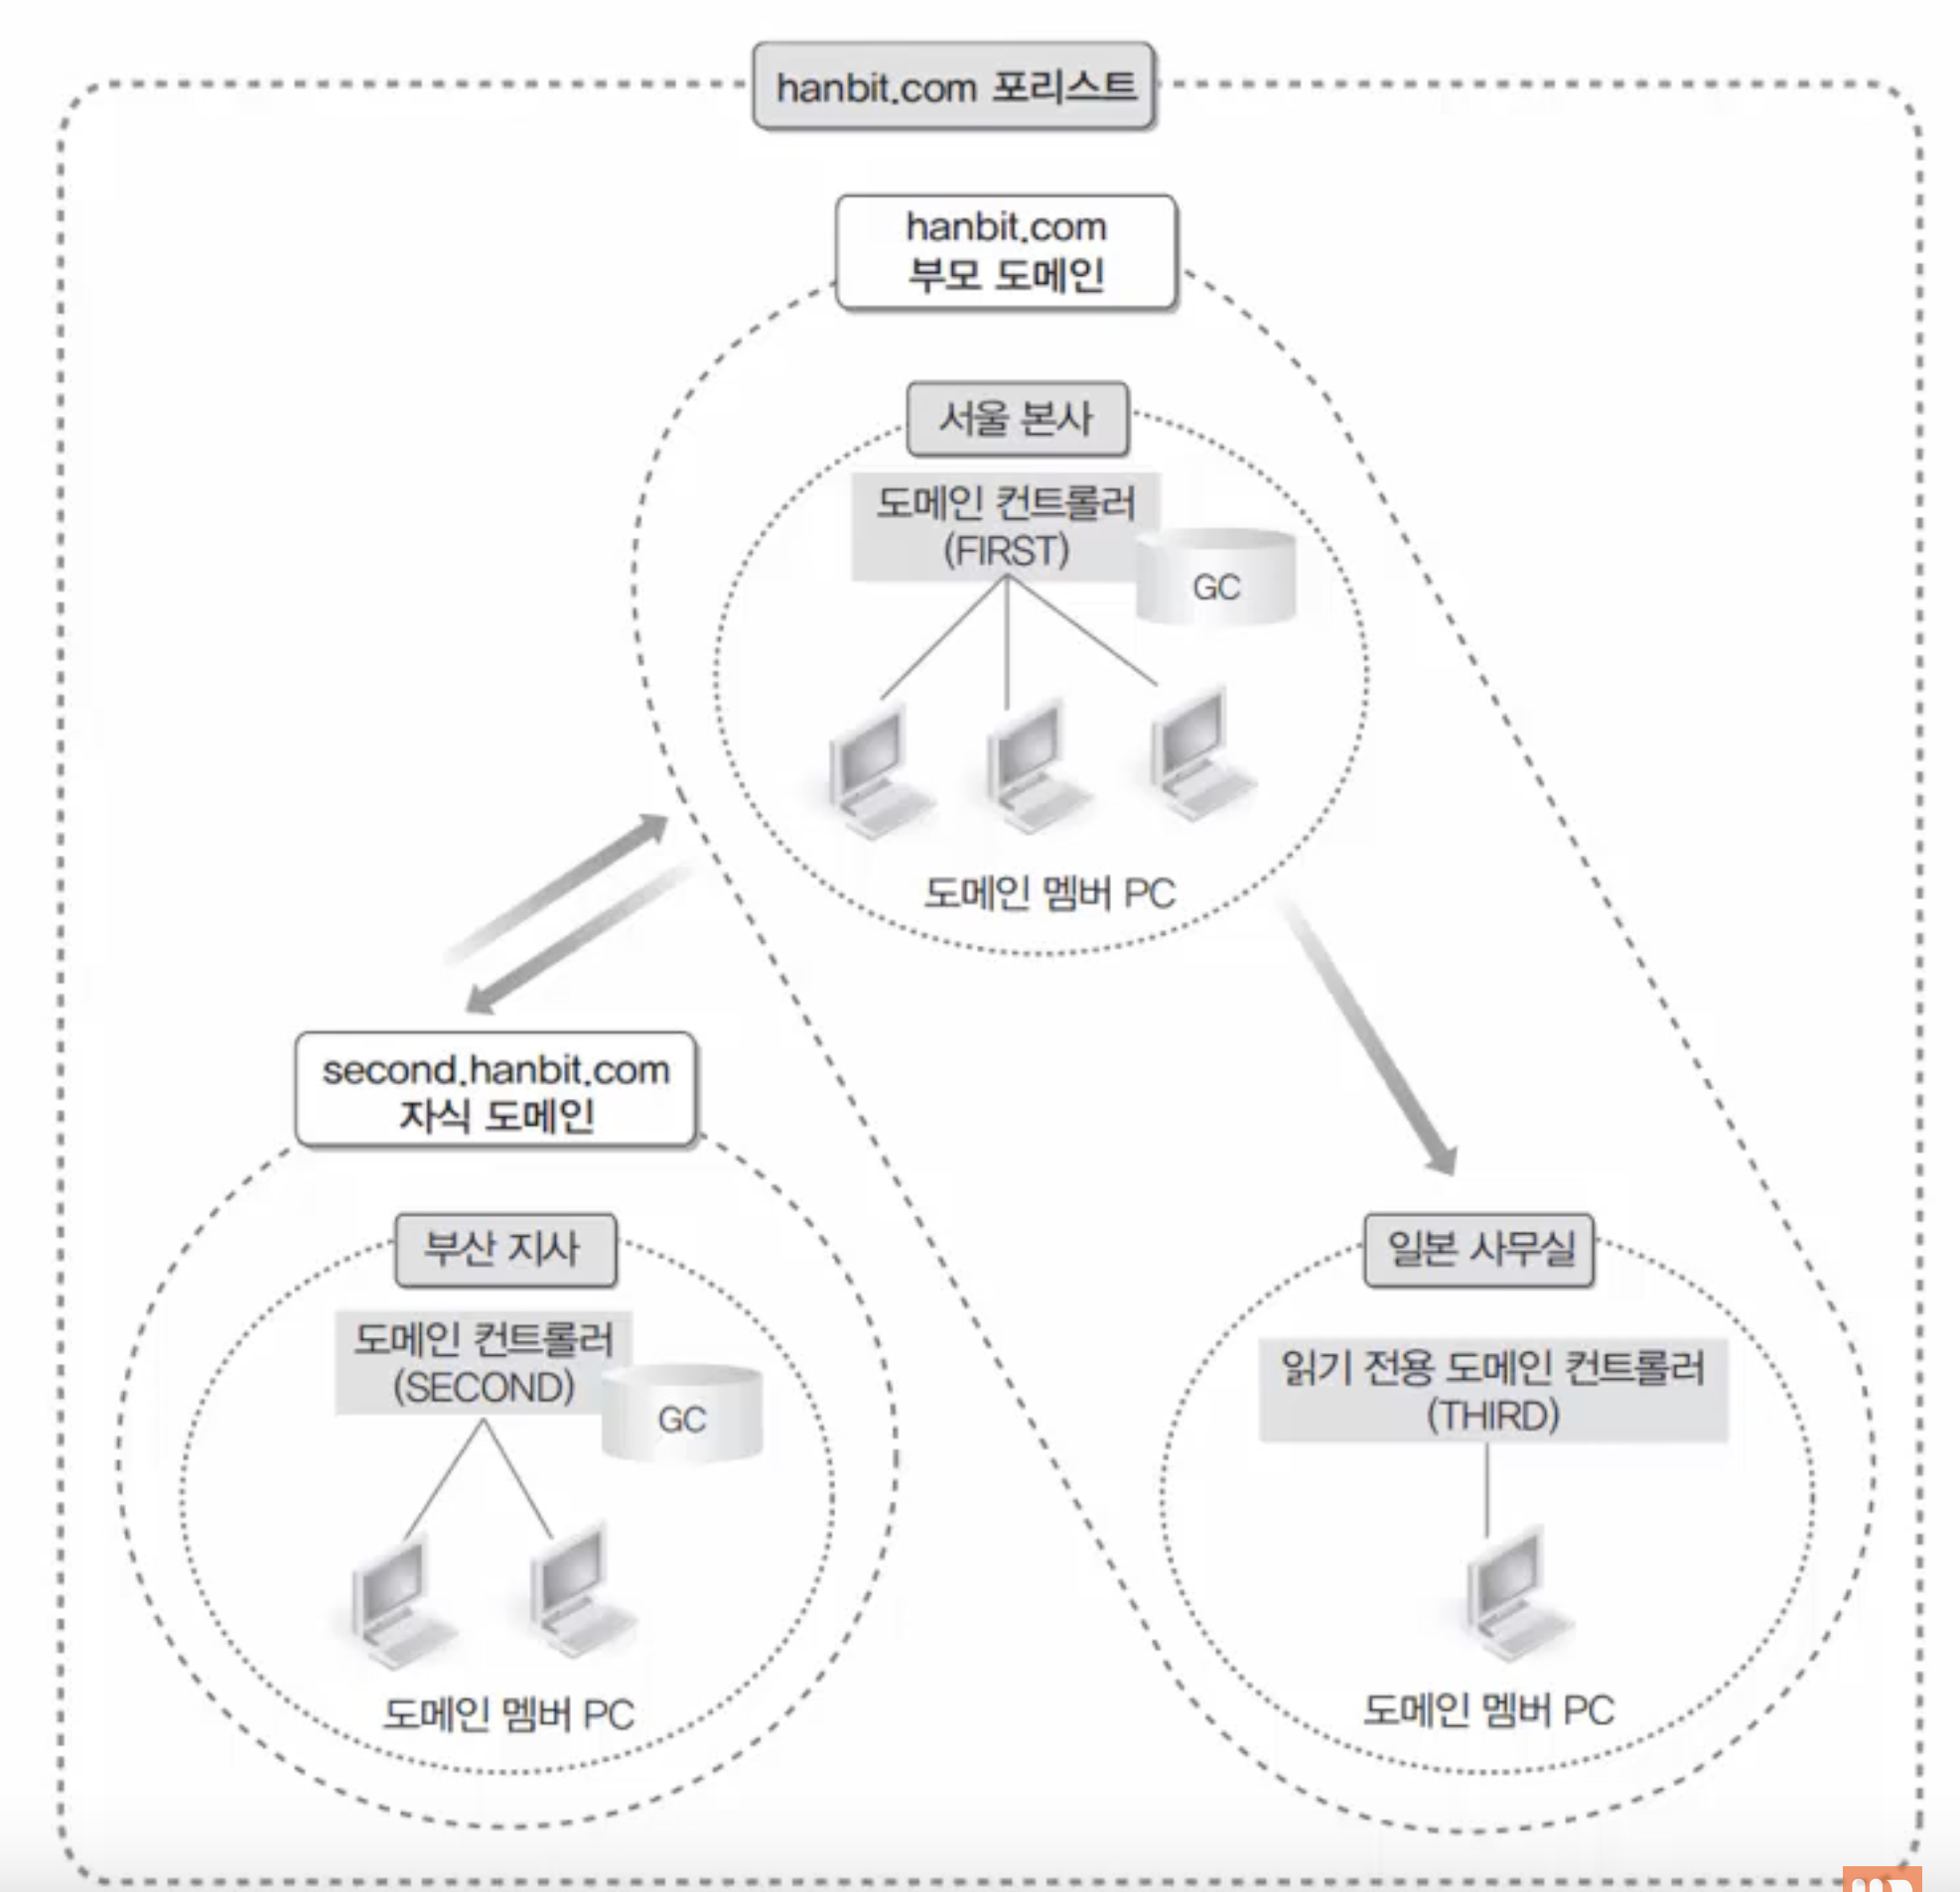 hanbit.com 포리스트
hanbit.com
부모 도메인
서울 본사
도메인 컨트롤러
(FIRST)
GC
도메인 멤버 PC
second.hanbit.com
자식 도메인
부산 지사
도메인 컨트롤러
(SECOND)
GC
도메인 멤버 PC
일본 사무실
읽기 전용 도메인 컨트롤러
(THIRD)
도메인 멤버 PC